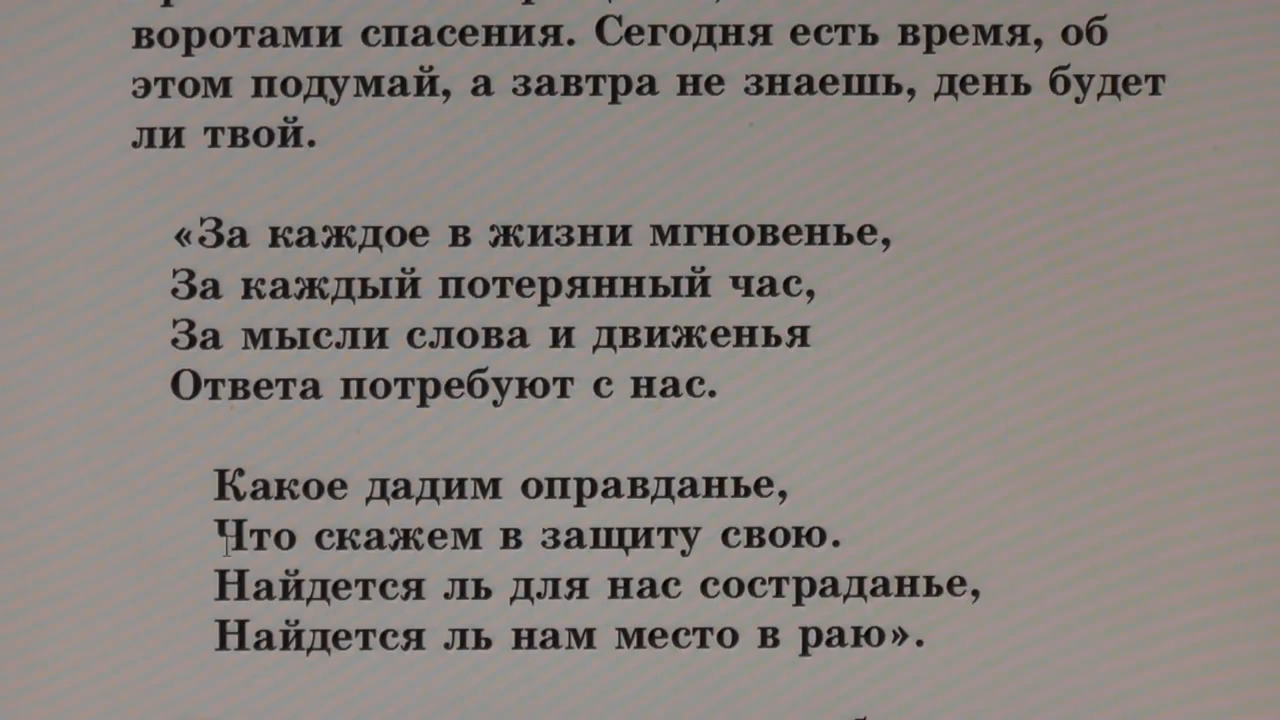 воротами спасения. Сегодня есть время, об
этом подумай, а завтра не знаешь, день будет
ли твой.
«За каждое в жизни мгновенье,
За каждый потерянный час,
За мысли слова и движенья
Ответа потребуют с нас.
Какое дадим оправданье,
Что скажем в защиту свою.
Найдется ль для нас состраданье,
Найдется ль нам место в раю».